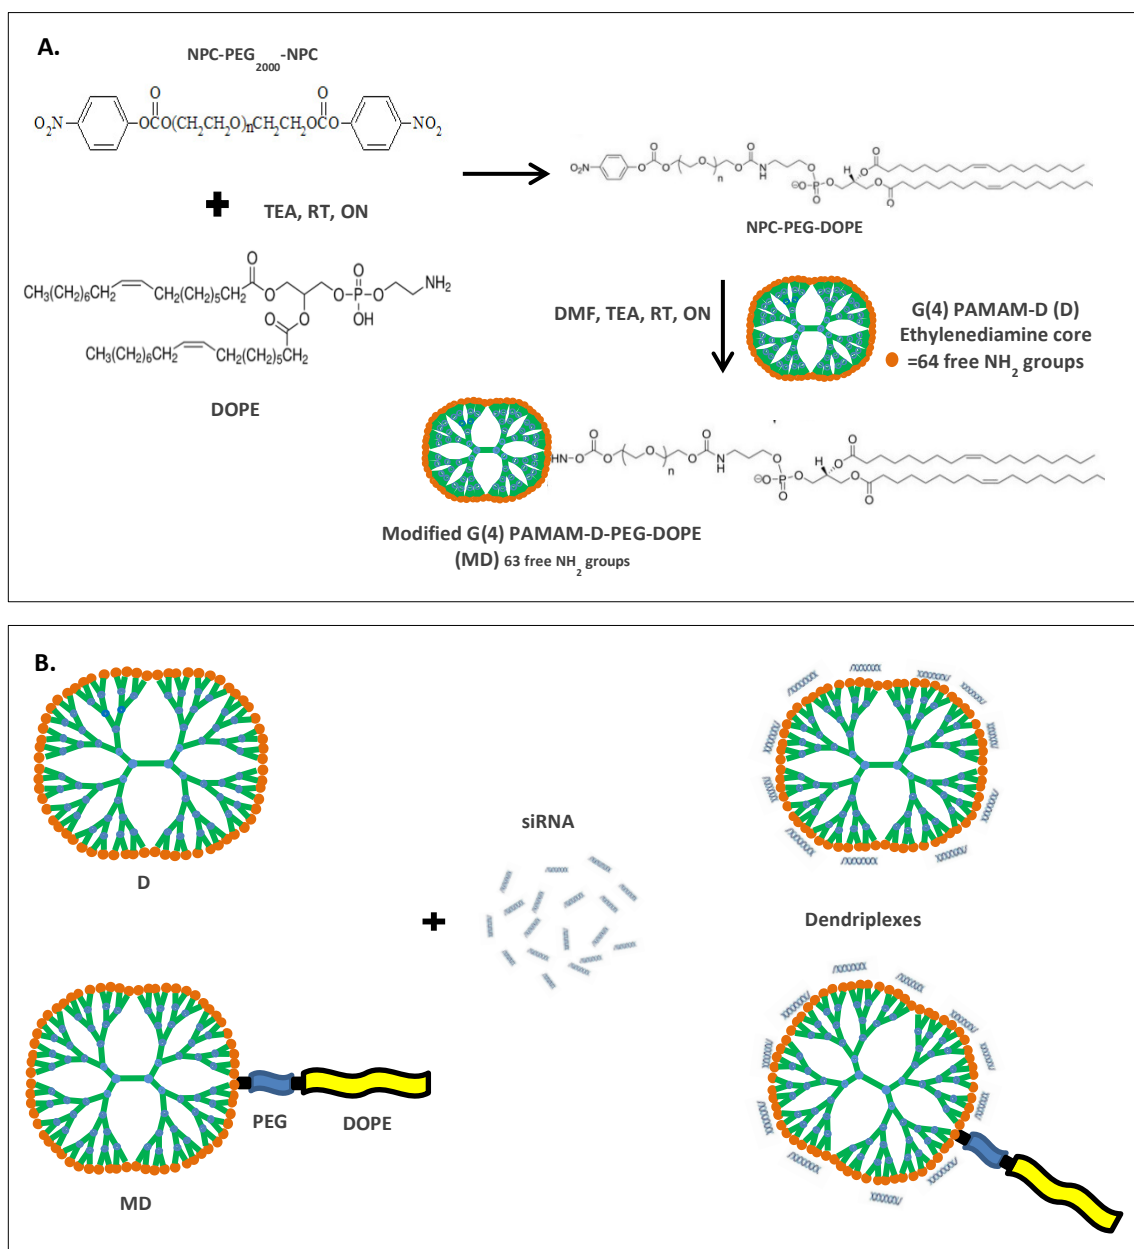 A.
NPC-PEG2000-NPC
O2N
OCO(CH2CH2O)nCH2CH2OCO
NO2
O
O
TEA, RT, ON
CH3(CH2)6CH2
CH2(CH2)5CH2
O
O
O
O
P
O
OH
NH2
CH3(CH2)6CH2
CH2(CH2)5CH2
O
DOPE
O2N
O
O
O
O
n
O
O
N
H
O
⊖O
P
O
O
H
O
O
O
O
NPC-PEG-DOPE
DMF, TEA, RT, ON
G(4) PAMAM-D (D)
Ethylenediamine core
=64 free NH2 groups
HN
O
O
O
O
n
O
O
N
H
O
⊖O
P
O
O
H
O
O
O
O
Modified G(4) PAMAM-D-PEG-DOPE
(MD) 63 free NH2 groups
B.
D
siRNA
Dendriplexes
PEG
DOPE
MD